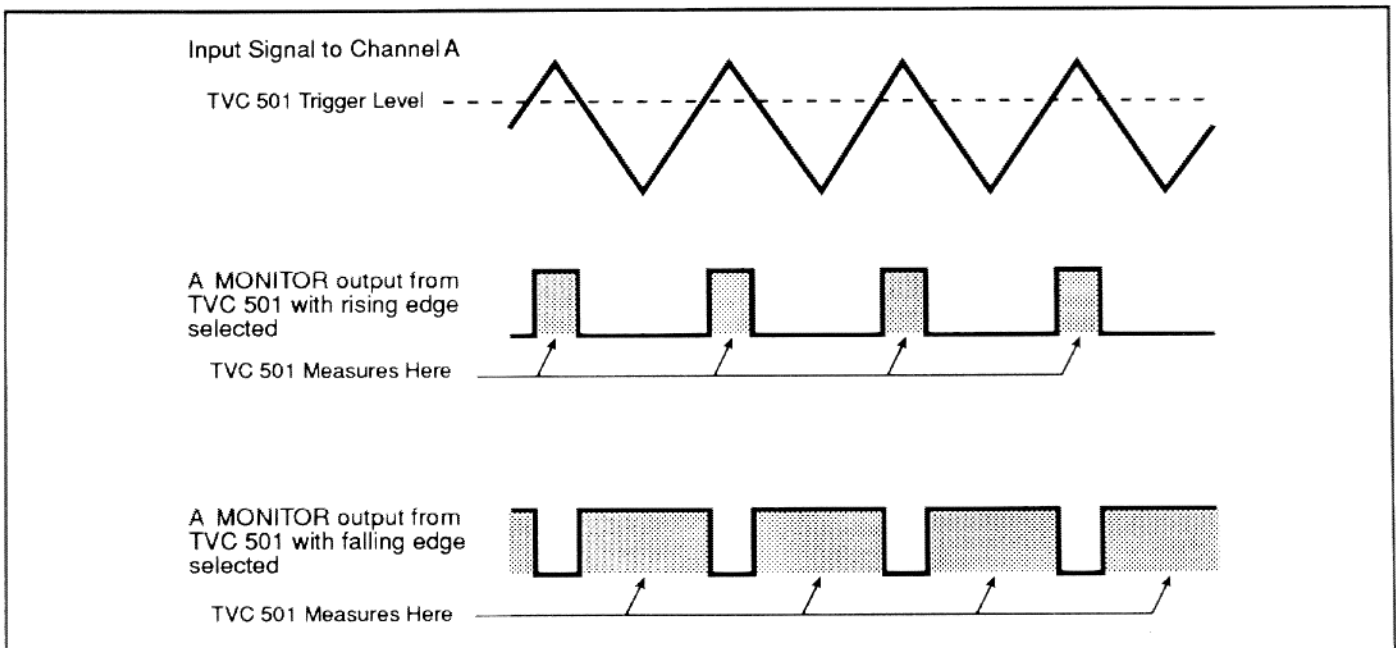 Input Signal to Channel A
TVC 501 Trigger Level
A MONITOR output from
TVC 501 with rising edge
selected
TVC 501 Measures Here
A MONITOR output from
TVC 501 with falling edge
selected
TVC 501 Measures Here